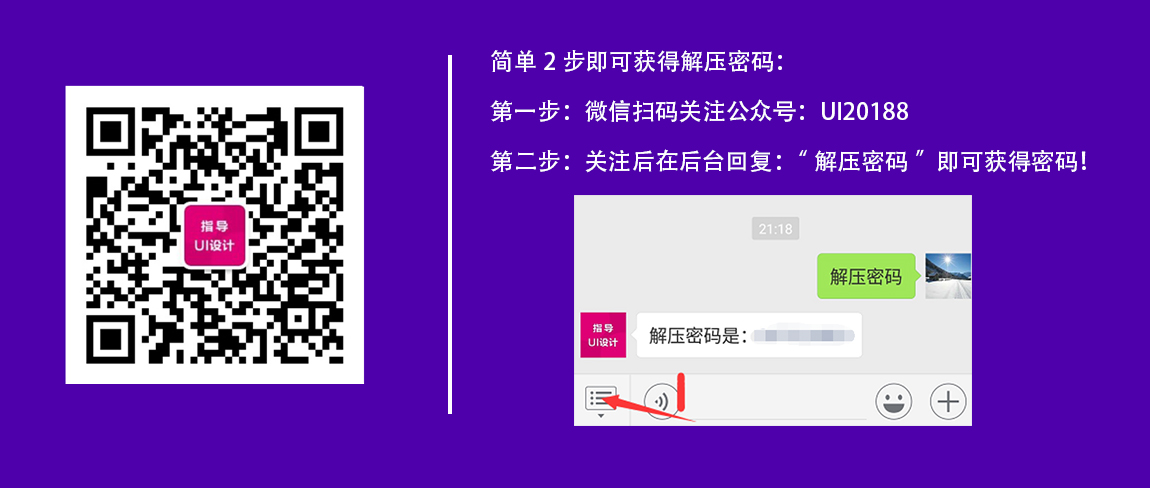 简单 2 步即可获得解压密码：
第一步：微信扫码关注公众号：UI20188
第二步：关注后在后台回复：“ 解压密码 ” 即可获得密码！
指导
UI设计
21:18
解压密码
指导
UI设计
解压密码是：